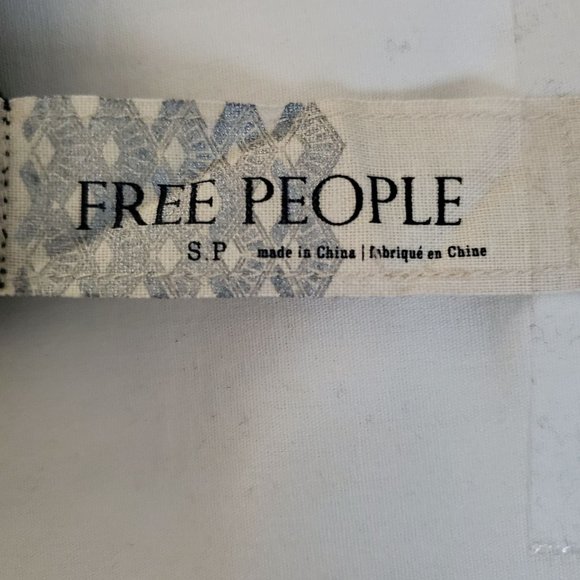 FREE PEOPLE
S.P made in China | fabriqué en Chine